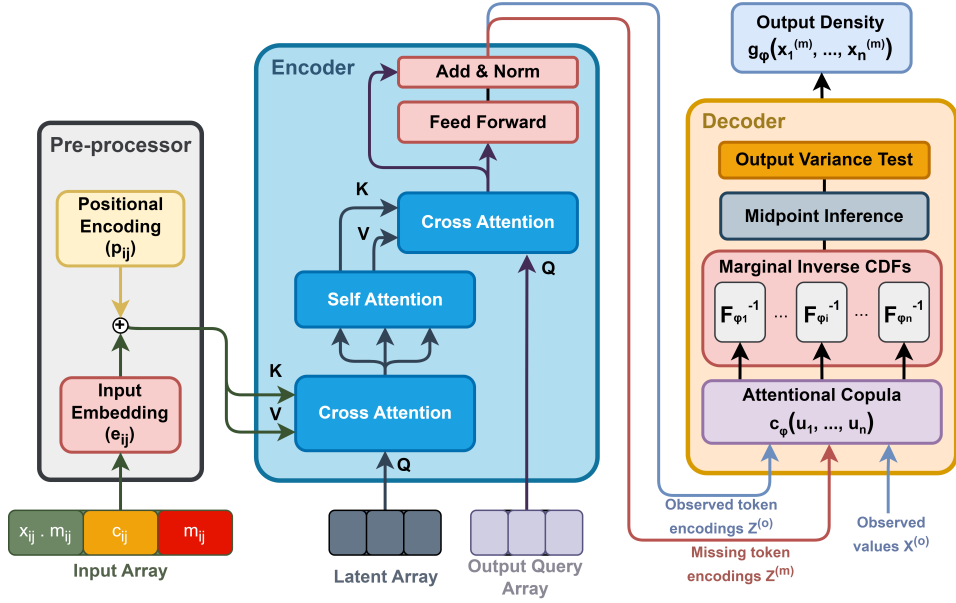 Pre-processor
Positional
Encoding
(pᵢⱼ)
+
Input
Embedding
(eᵢⱼ)
xᵢⱼ . mᵢⱼ
cᵢⱼ
mᵢⱼ
Input Array
Encoder
Add & Norm
Feed Forward
K
V
Cross Attention
Q
Self Attention
K
V
Cross Attention
Q
Latent Array
Output Query
Array
Output Density
gᵩ(x₁⁽ᵐ⁾, ..., xₙ⁽ᵐ⁾)
Decoder
Output Variance Test
Midpoint Inference
Marginal Inverse CDFs
Fᵩ₁⁻¹ ... Fᵩᵢ⁻¹ ... Fᵩₙ⁻¹
Attentional Copula
cᵩ(u₁, ..., uₙ)
Observed token
encodings Z⁽ᵒ⁾
Missing token
encodings Z⁽ᵐ⁾
Observed
values X⁽ᵒ⁾